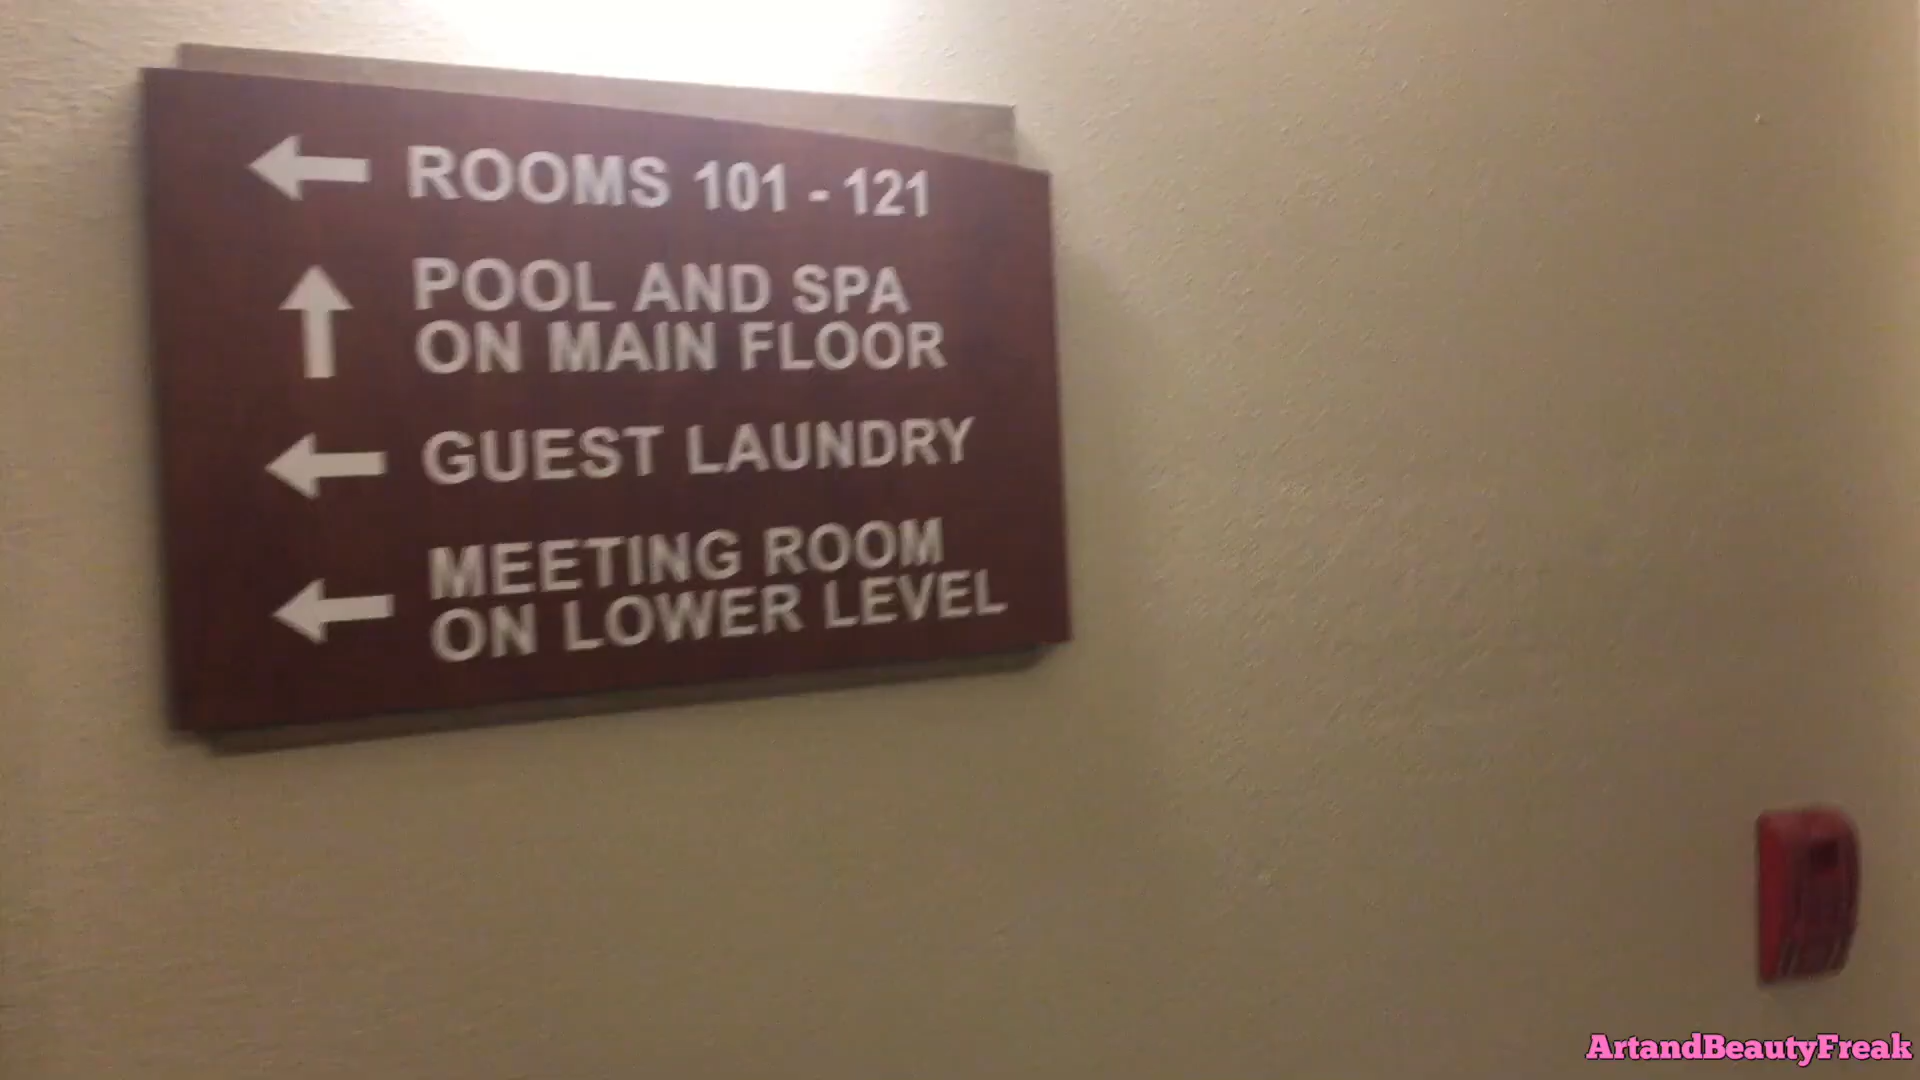 ROOMS 101 - 121
POOL AND SPA
ON MAIN FLOOR
GUEST LAUNDRY
MEETING ROOM
ON LOWER LEVEL
ArtandBeautyFreak